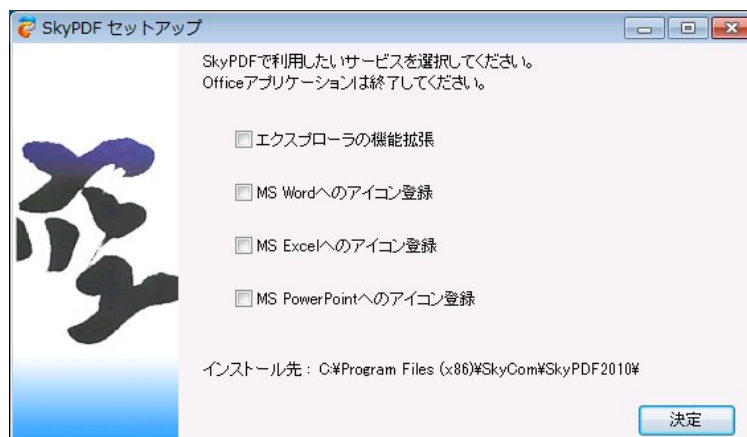 SkyPDF セットアップ
SkyPDFで利用したいサービスを選択してください。
Officeアプリケーションは終了してください。
エクスプローラの機能拡張
MS Wordへのアイコン登録
MS Excelへのアイコン登録
MS PowerPointへのアイコン登録
インストール先： C:¥Program Files (x86)¥SkyCom¥SkyPDF2010¥
決定
空